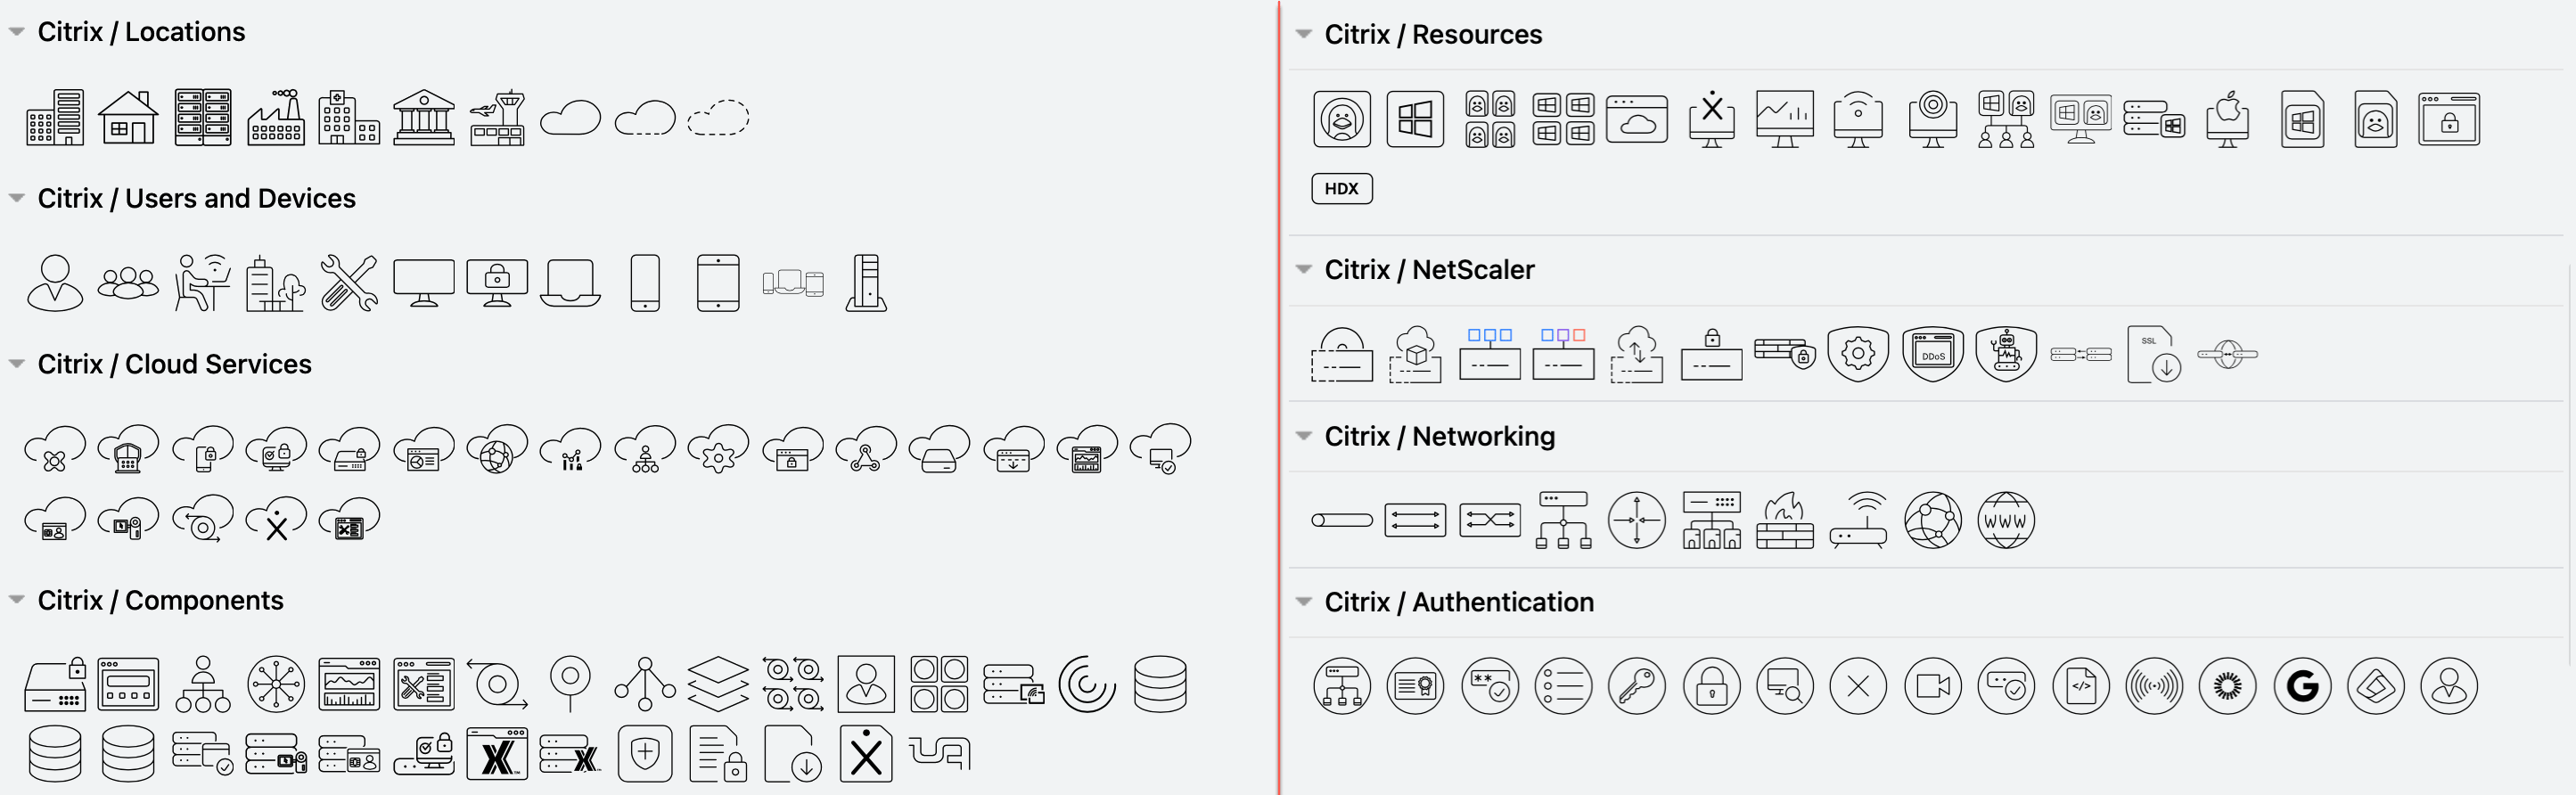 Citrix / Locations
Citrix / Users and Devices
Citrix / Cloud Services
Citrix / Components
Citrix / Resources
HDX
Citrix / NetScaler
DDoS
SSL
Citrix / Networking
WWW
Citrix / Authentication
**
</>
G